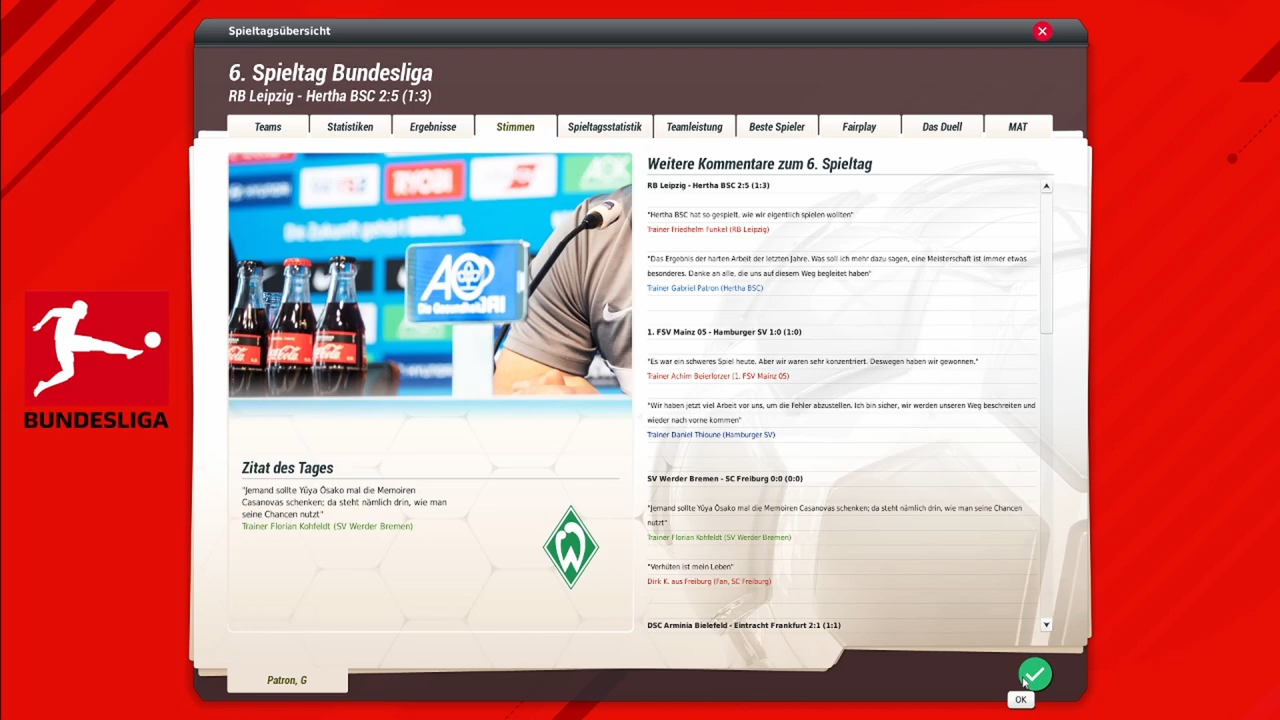 Spieltagsübersicht
6. Spieltag Bundesliga
RB Leipzig - Hertha BSC 2:5 (1:3)
Teams
Statistiken
Ergebnisse
Stimmen
Spieltagsstatistik
Teamleistung
Beste Spieler
Fairplay
Das Duell
MAT
RYOBI
AOK
Die Gesundheit
Coca-Cola
BUNDESLIGA
Zitat des Tages
"Jemand sollte Yūya Ōsako mal die Memoiren
Casanovas schenken; da steht nämlich drin, wie man
seine Chancen nutzt"
Trainer Florian Kohfeldt (SV Werder Bremen)
Weitere Kommentare zum 6. Spieltag
RB Leipzig - Hertha BSC 2:5 (1:3)
"Hertha BSC hat so gespielt, wie wir eigentlich spielen wollten"
Trainer Friedhelm Funkel (RB Leipzig)
"Das Ergebnis der harten Arbeit der letzten Jahre. Was soll ich mehr dazu sagen, eine Meisterschaft ist immer etwas
besonderes. Danke an alle, die uns auf diesem Weg begleitet haben"
Trainer Gabriel Patron (Hertha BSC)
1. FSV Mainz 05 - Hamburger SV 1:0 (1:0)
"Es war ein schweres Spiel heute. Aber wir waren sehr konzentriert. Deswegen haben wir gewonnen."
Trainer Achim Beierlorzer (1. FSV Mainz 05)
"Wir haben jetzt viel Arbeit vor uns, um die Fehler abzustellen. Ich bin sicher, wir werden unseren Weg beschreiten und
wieder nach vorne kommen"
Trainer Daniel Thioune (Hamburger SV)
SV Werder Bremen - SC Freiburg 0:0 (0:0)
"Jemand sollte Yūya Ōsako mal die Memoiren Casanovas schenken; da steht nämlich drin, wie man seine Chancen
nutzt"
Trainer Florian Kohfeldt (SV Werder Bremen)
"Verhüten ist mein Leben"
Dirk K. aus Freiburg (Fan, SC Freiburg)
DSC Arminia Bielefeld - Eintracht Frankfurt 2:1 (1:1)
Patron, G
OK